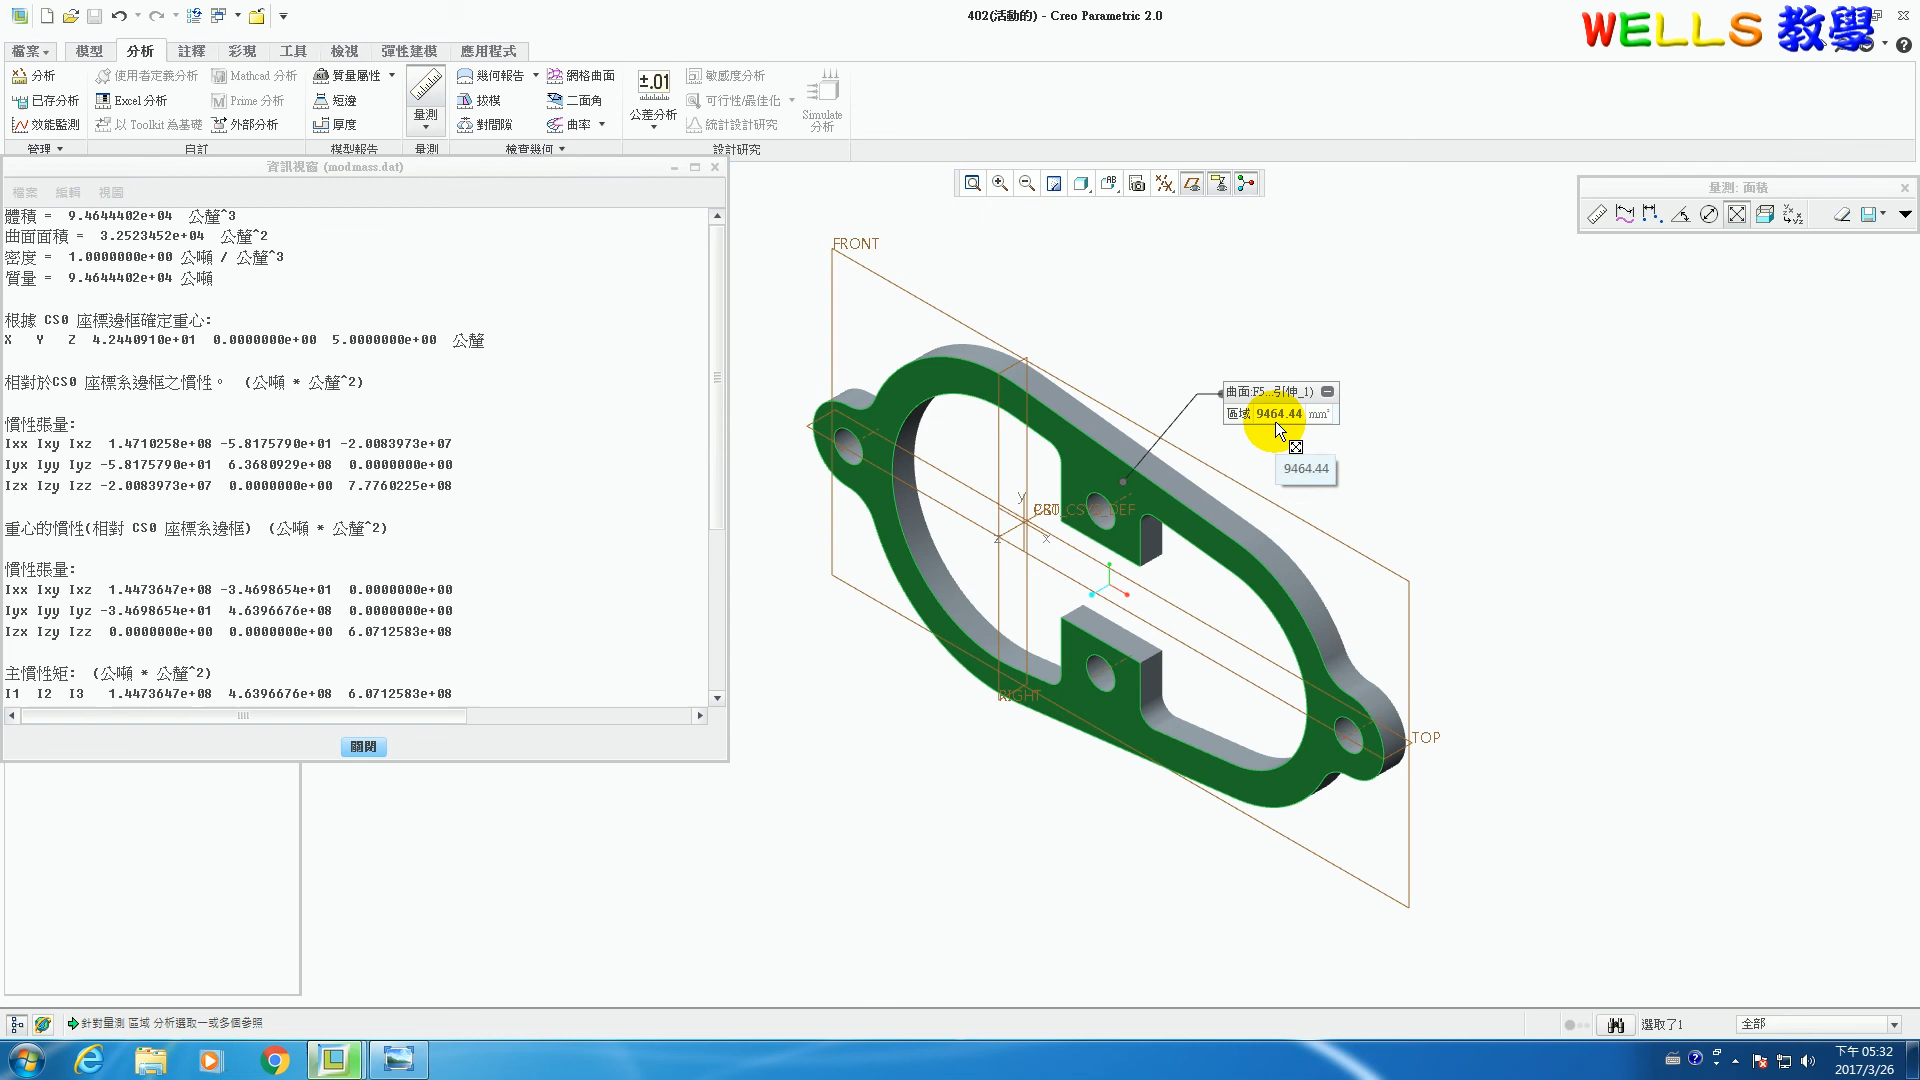 402(活動的) - Creo Parametric 2.0
WELLS 教學
檔案 模型 分析 註釋 彩現 工具 檢視 彈性建模 應用程式
分析 使用者定義分析 Mathcad 分析 質量屬性 幾何報告 網格曲面 敏感度分析
已存分析 Excel 分析 Prime 分析 短邊 量測 拔模 二面角 公差分析 可行性/最佳化 Simulate 分析
效能監測 以 Toolkit 為基礎 外部分析 厚度 對間隙 曲率 統計設計研究
管理 自訂 模型報告 量測 檢查幾何 設計研究
資訊視窗 (modmass.dat)
檔案 編輯 視圖
體積 = 9.4644402e+04 公釐^3
曲面面積 = 3.2523452e+04 公釐^2
密度 = 1.0000000e+00 公噸 / 公釐^3
質量 = 9.4644402e+04 公噸
根據 CS0 座標邊框確定重心:
X Y Z 4.2440910e+01 0.0000000e+00 5.0000000e+00 公釐
相對於CS0 座標系邊框之慣性。 (公噸 * 公釐^2)
慣性張量:
Ixx Ixy Ixz 1.4710258e+08 -5.8175790e+01 -2.0083973e+07
Iyx Iyy Iyz -5.8175790e+01 6.3680929e+08 0.0000000e+00
Izx Izy Izz -2.0083973e+07 0.0000000e+00 7.7760225e+08
重心的慣性(相對 CS0 座標系邊框) (公噸 * 公釐^2)
慣性張量:
Ixx Ixy Ixz 1.4473647e+08 -3.4698654e+01 0.0000000e+00
Iyx Iyy Iyz -3.4698654e+01 4.6396676e+08 0.0000000e+00
Izx Izy Izz 0.0000000e+00 0.0000000e+00 6.0712583e+08
主慣性矩: (公噸 * 公釐^2)
I1 I2 I3 1.4473647e+08 4.6396676e+08 6.0712583e+08
關閉
量測: 面積
FRONT
曲面:F5...引伸_1)
區域 9464.44 mm²
9464.44
y
CSYS_DEF
z
x
RIGHT
TOP
針對量測 區域 分析選取一或多個參照
選取了1
全部
下午 05:32
2017/3/26